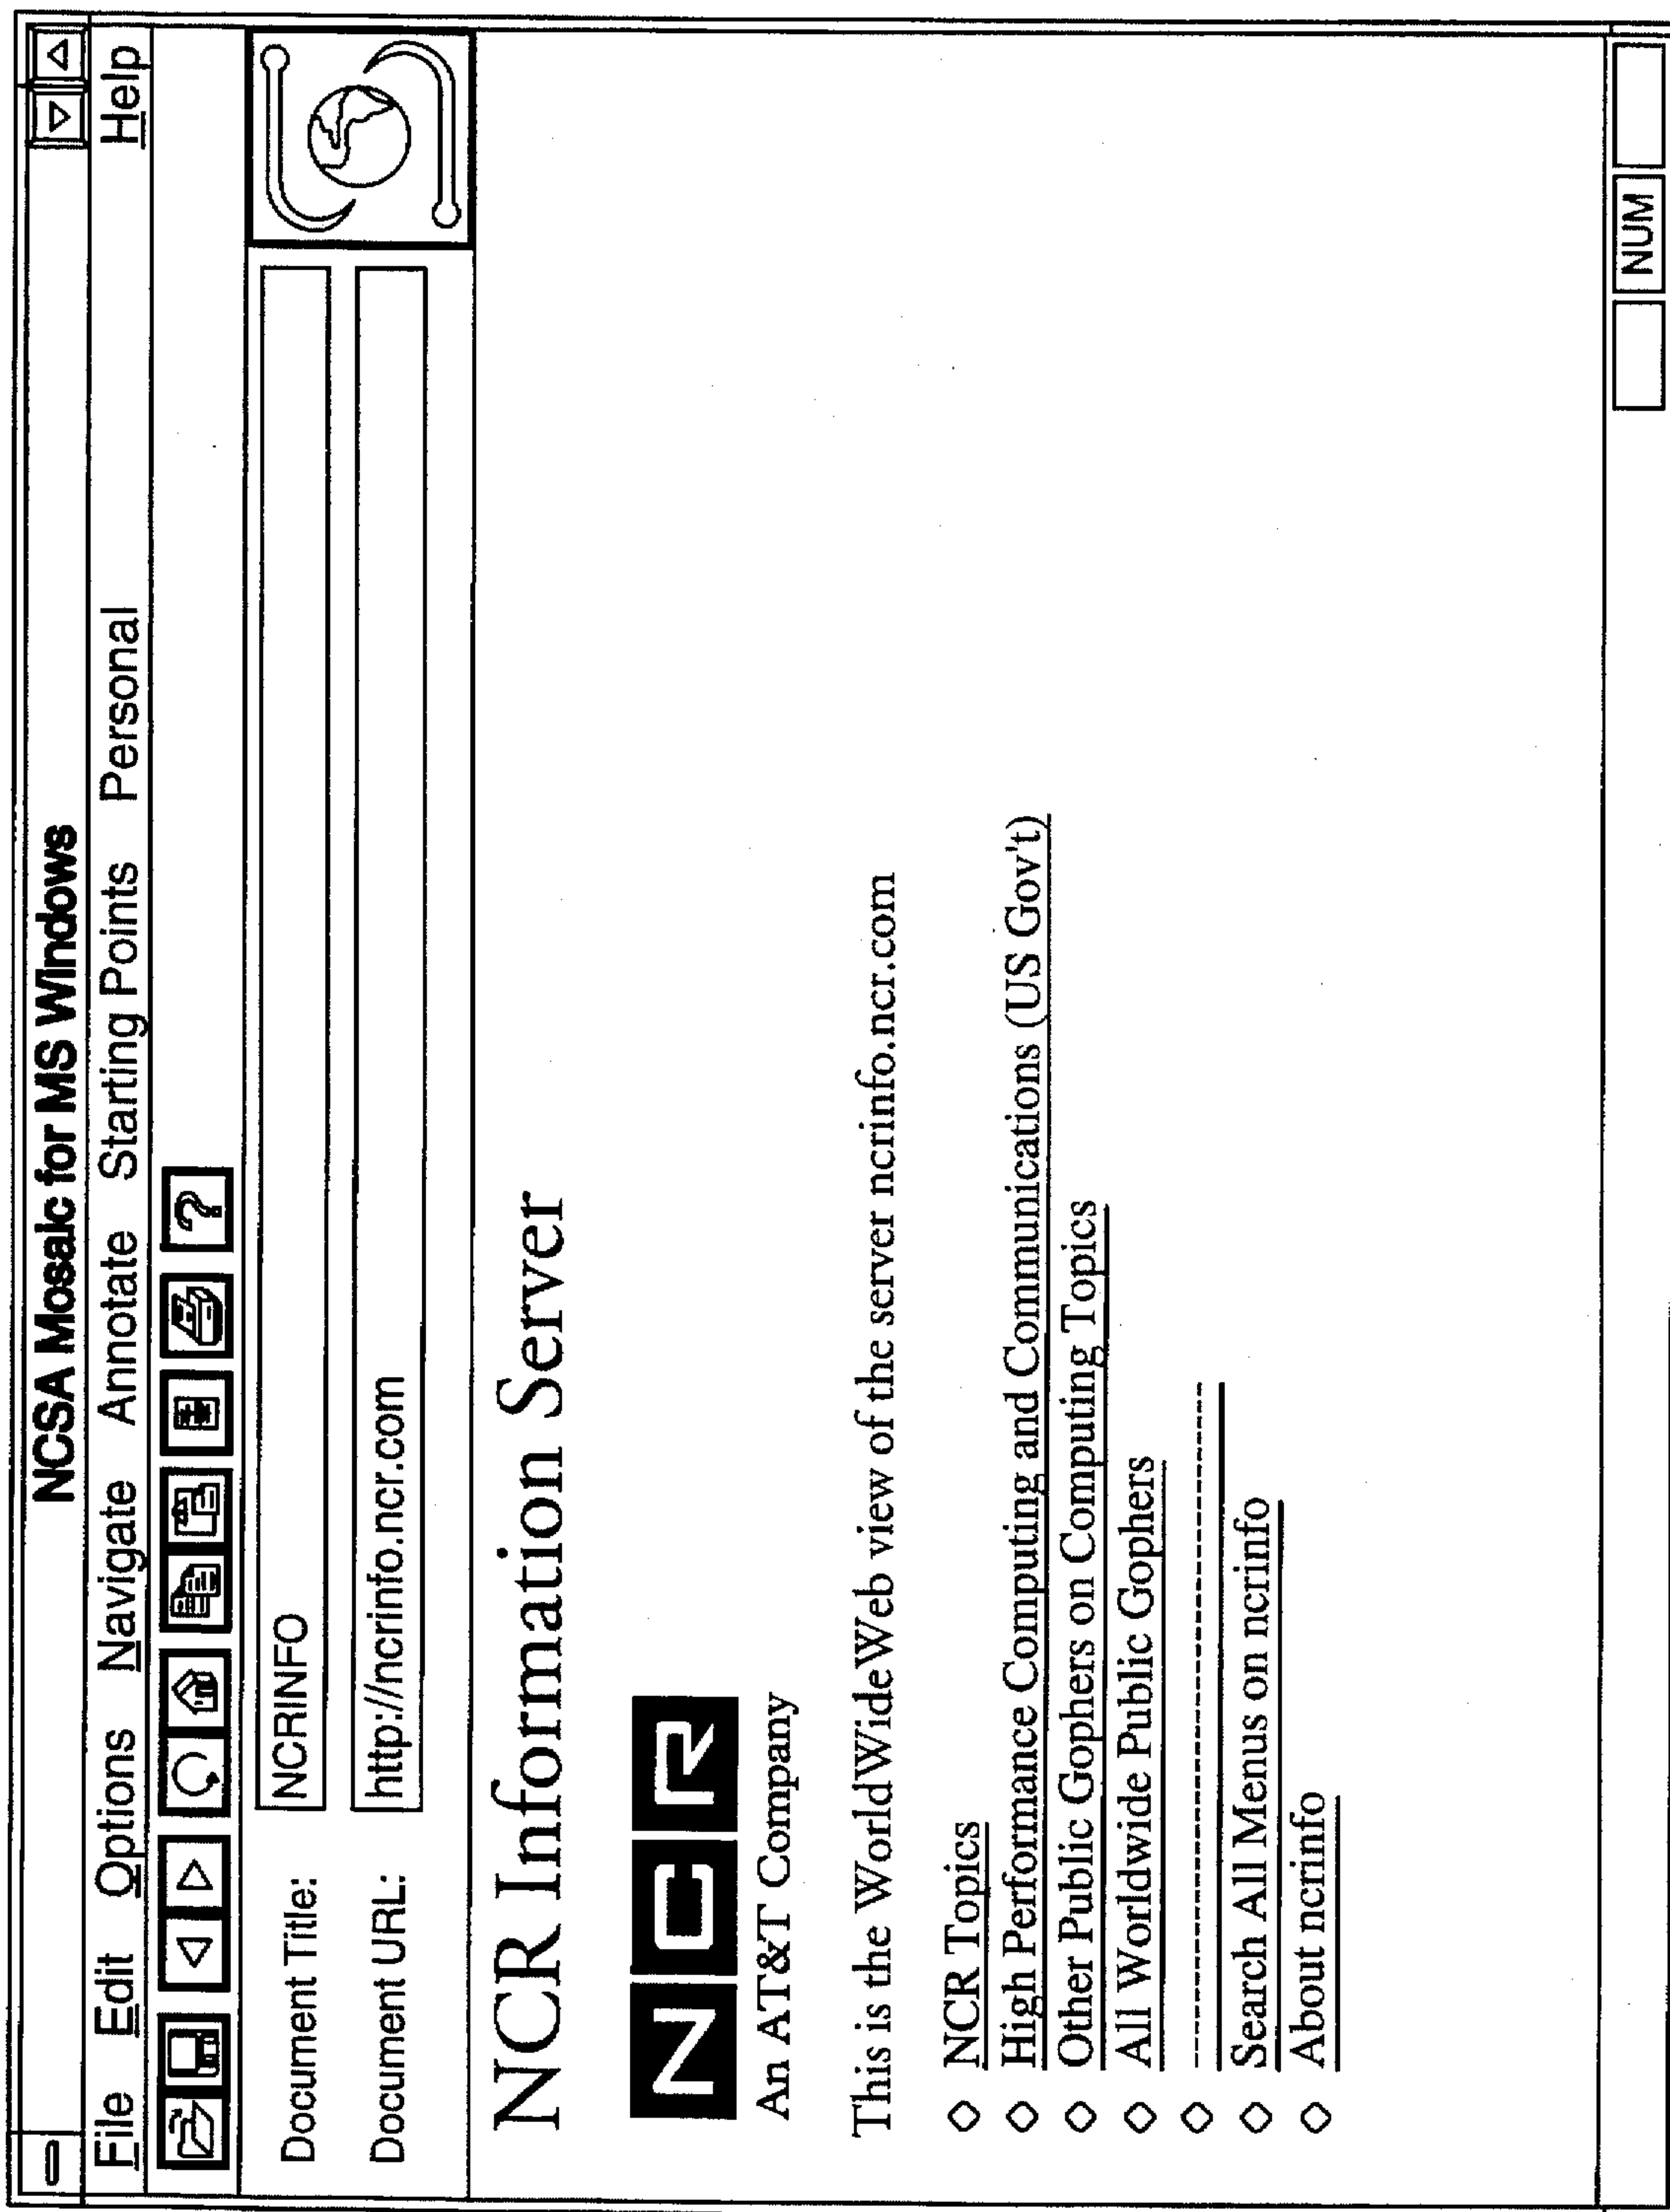 NCSA Mosaic for MS Windows
File Edit Options Navigate Annotate Starting Points Personal Help
?
Document Title: NCRINFO
Document URL: http://ncrinfo.ncr.com
NCR Information Server
NCR
An AT&T Company
This is the WorldWideWeb view of the server ncrinfo.ncr.com
◇ NCR Topics
◇ High Performance Computing and Communications (US Gov't)
◇ Other Public Gophers on Computing Topics
◇ All Worldwide Public Gophers
◇ --------------------------------
◇ Search All Menus on ncrinfo
◇ About ncrinfo
NUM